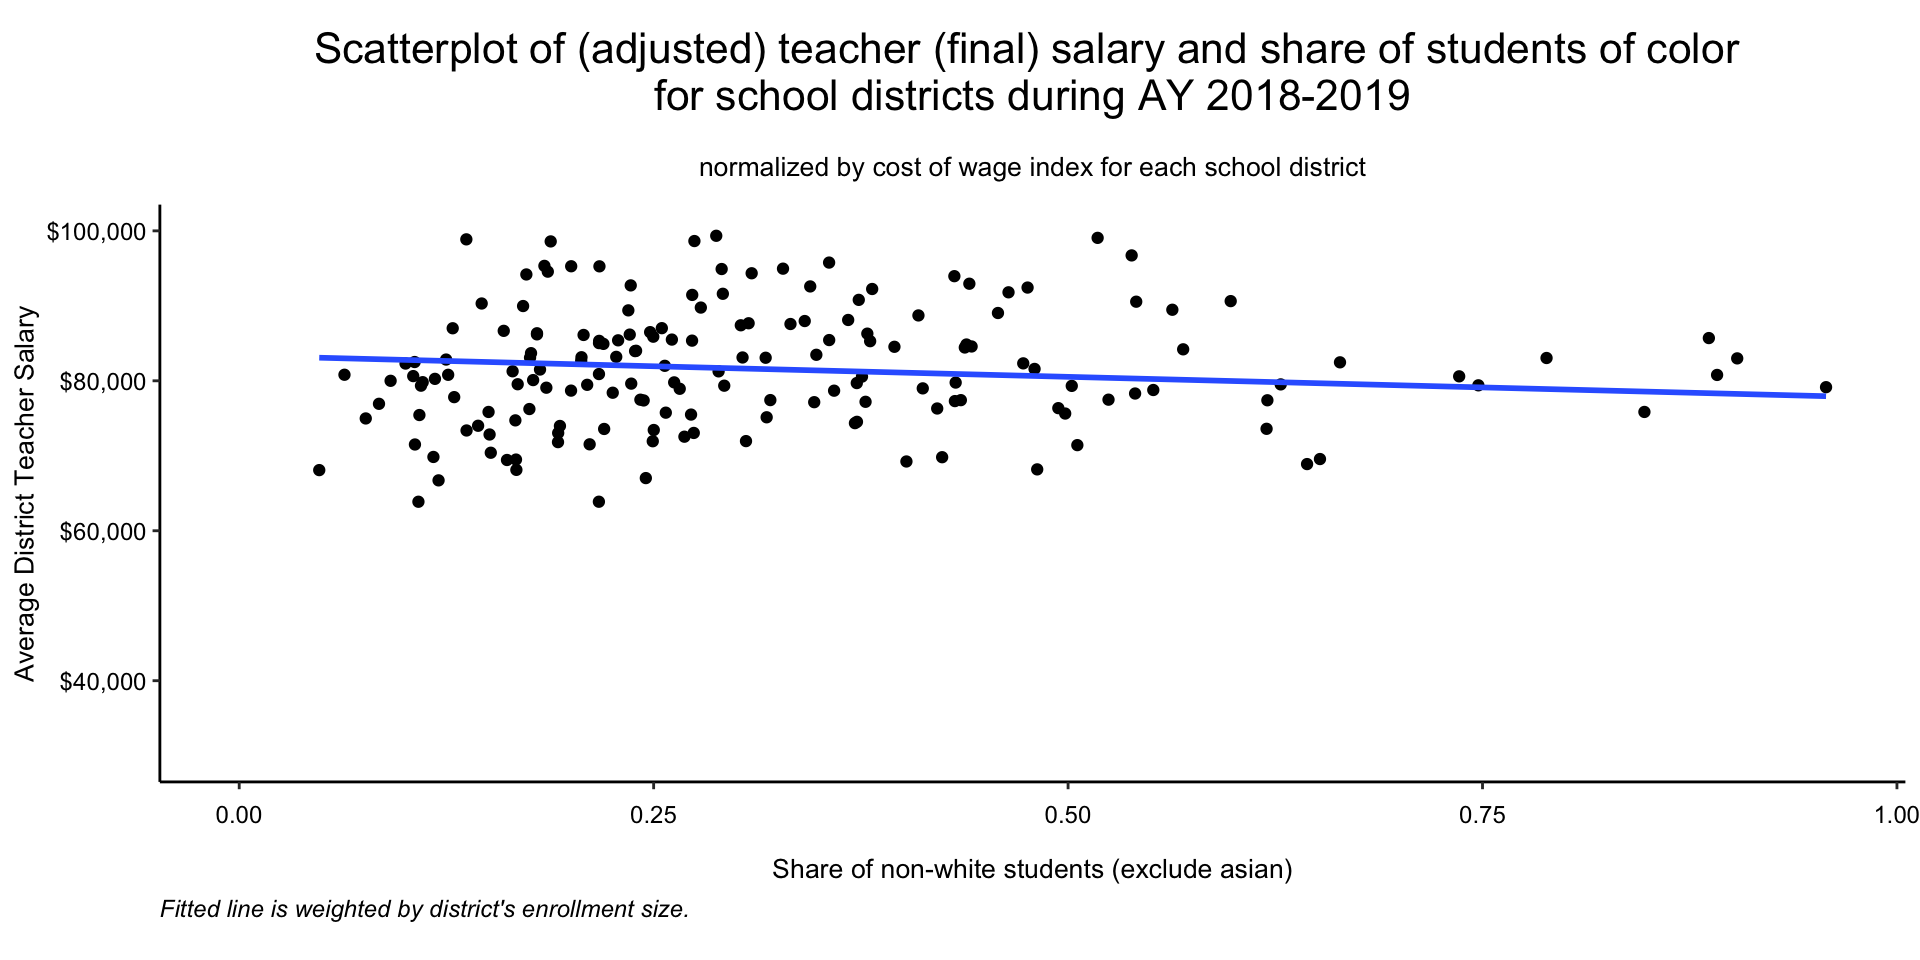 Scatterplot of (adjusted) teacher (final) salary and share of students of color
for school districts during AY 2018-2019
normalized by cost of wage index for each school district
Average District Teacher Salary
$100,000
$80,000
$60,000
$40,000
0.00
0.25
0.50
0.75
1.00
Share of non-white students (exclude asian)
Fitted line is weighted by district's enrollment size.